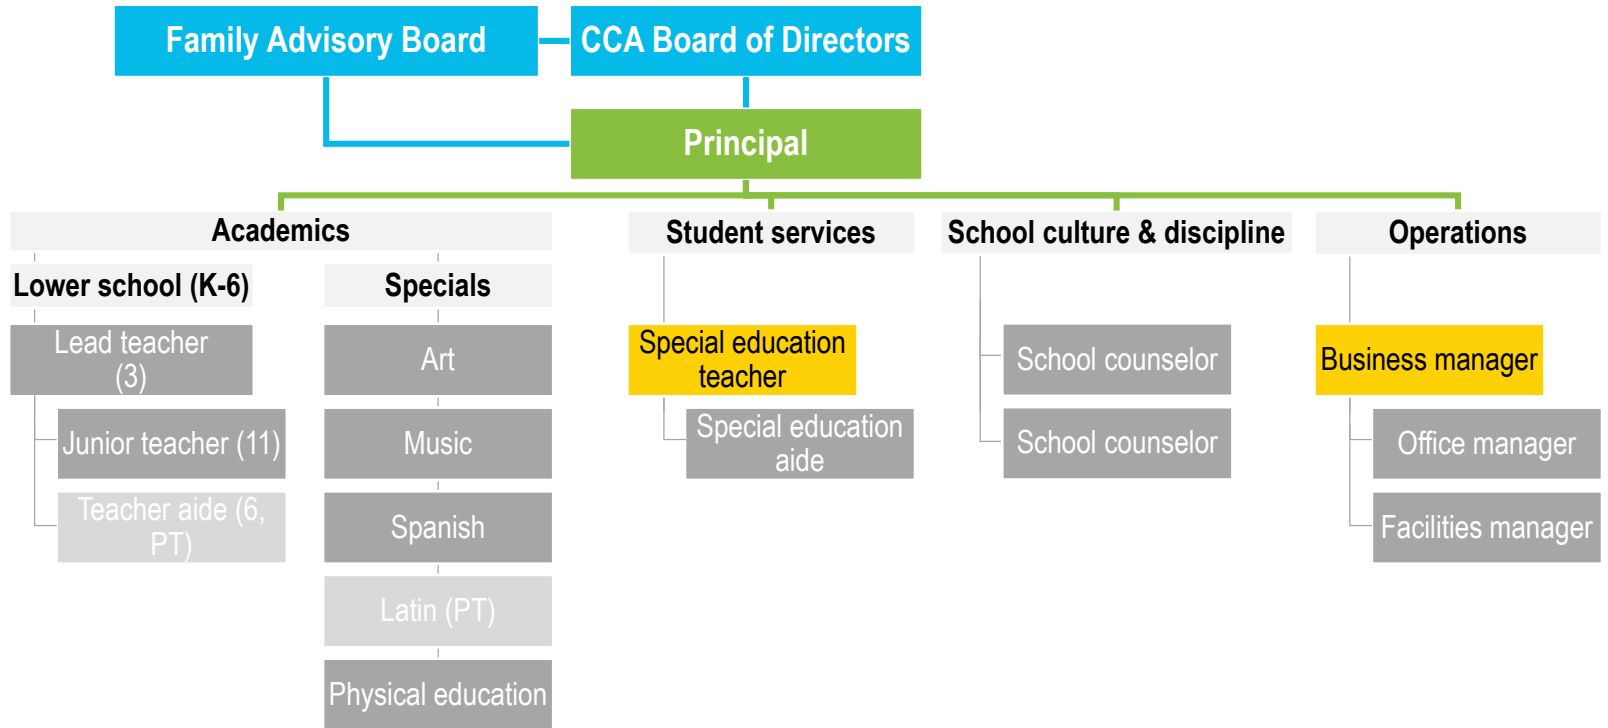 Family Advisory Board
CCA Board of Directors
Principal
Academics
Student services
School culture & discipline
Operations
Lower school (K-6)
Specials
Lead teacher
(3)
Junior teacher (11)
Teacher aide (6,
PT)
Art
Music
Spanish
Latin (PT)
Physical education
Special education
teacher
Special education
aide
School counselor
School counselor
Business manager
Office manager
Facilities manager